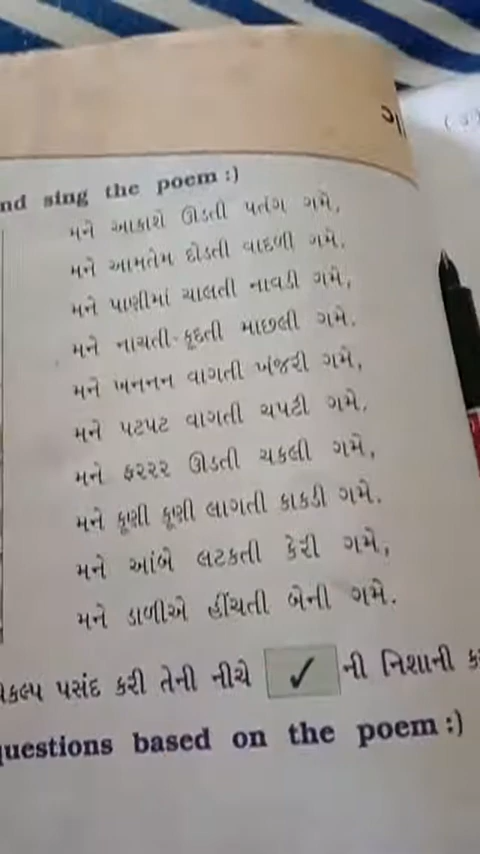 ગ
nd sing the poem :)
મને આકાશે ઊડતી પતંગ ગમે,
મને આમતેમ દોડતી વાદળી ગમે.
મને પાણીમાં ચાલતી નાવડી ગમે,
મને નાચતી-કૂદતી માછલી ગમે.
મને ખનનન વાગતી ખંજરી ગમે,
મને પટપટ વાગતી ચપટી ગમે.
મને ફરરર ઊડતી ચકલી ગમે,
મને કૂણી કૂણી લાગતી કાકડી ગમે.
મને આંબે લટકતી કેરી ગમે,
મને ડાળીએ હીંચતી બેની ગમે.
કલ્પ પસંદ કરી તેની નીચે ✓ ની નિશાની ક
questions based on the poem :)